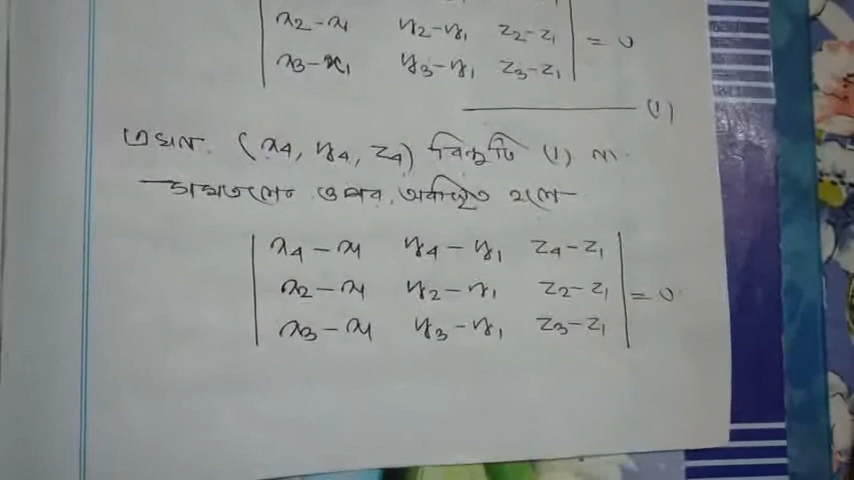 x2 - x1 y2 - y1 z2 - z1
x3 - x1 y3 - y1 z3 - z1 = 0
(1)
এখন (x4, y4, z4) বিন্দুটি (1) নং
সমতলের ওপর অবস্থিত হলে
x4 - x1 y4 - y1 z4 - z1
x2 - x1 y2 - y1 z2 - z1 = 0
x3 - x1 y3 - y1 z3 - z1